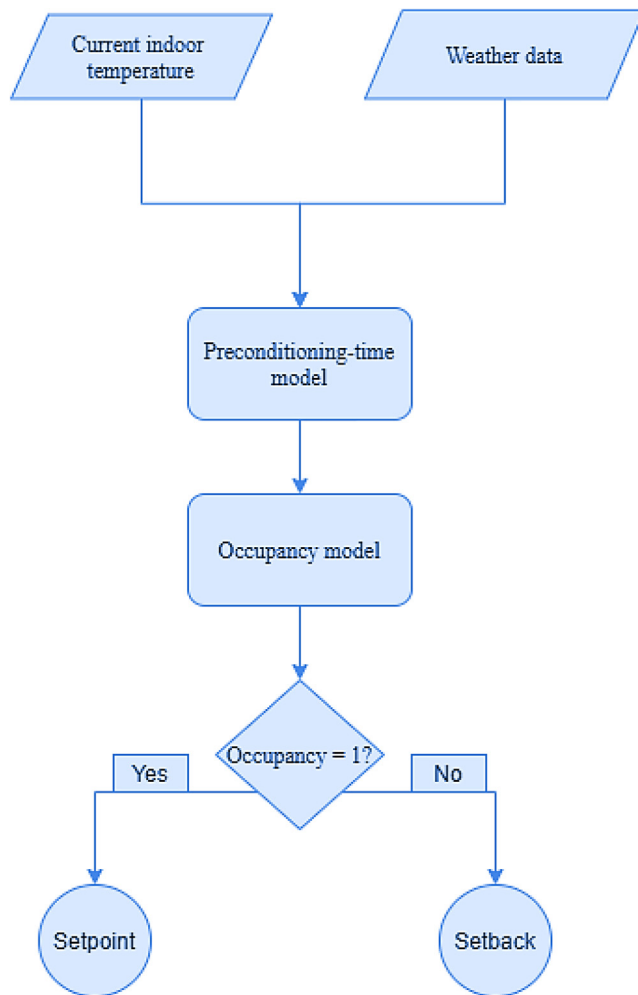 Current indoor
temperature
Weather data
Preconditioning-time
model
Occupancy model
Occupancy = 1?
Yes
No
Setpoint
Setback